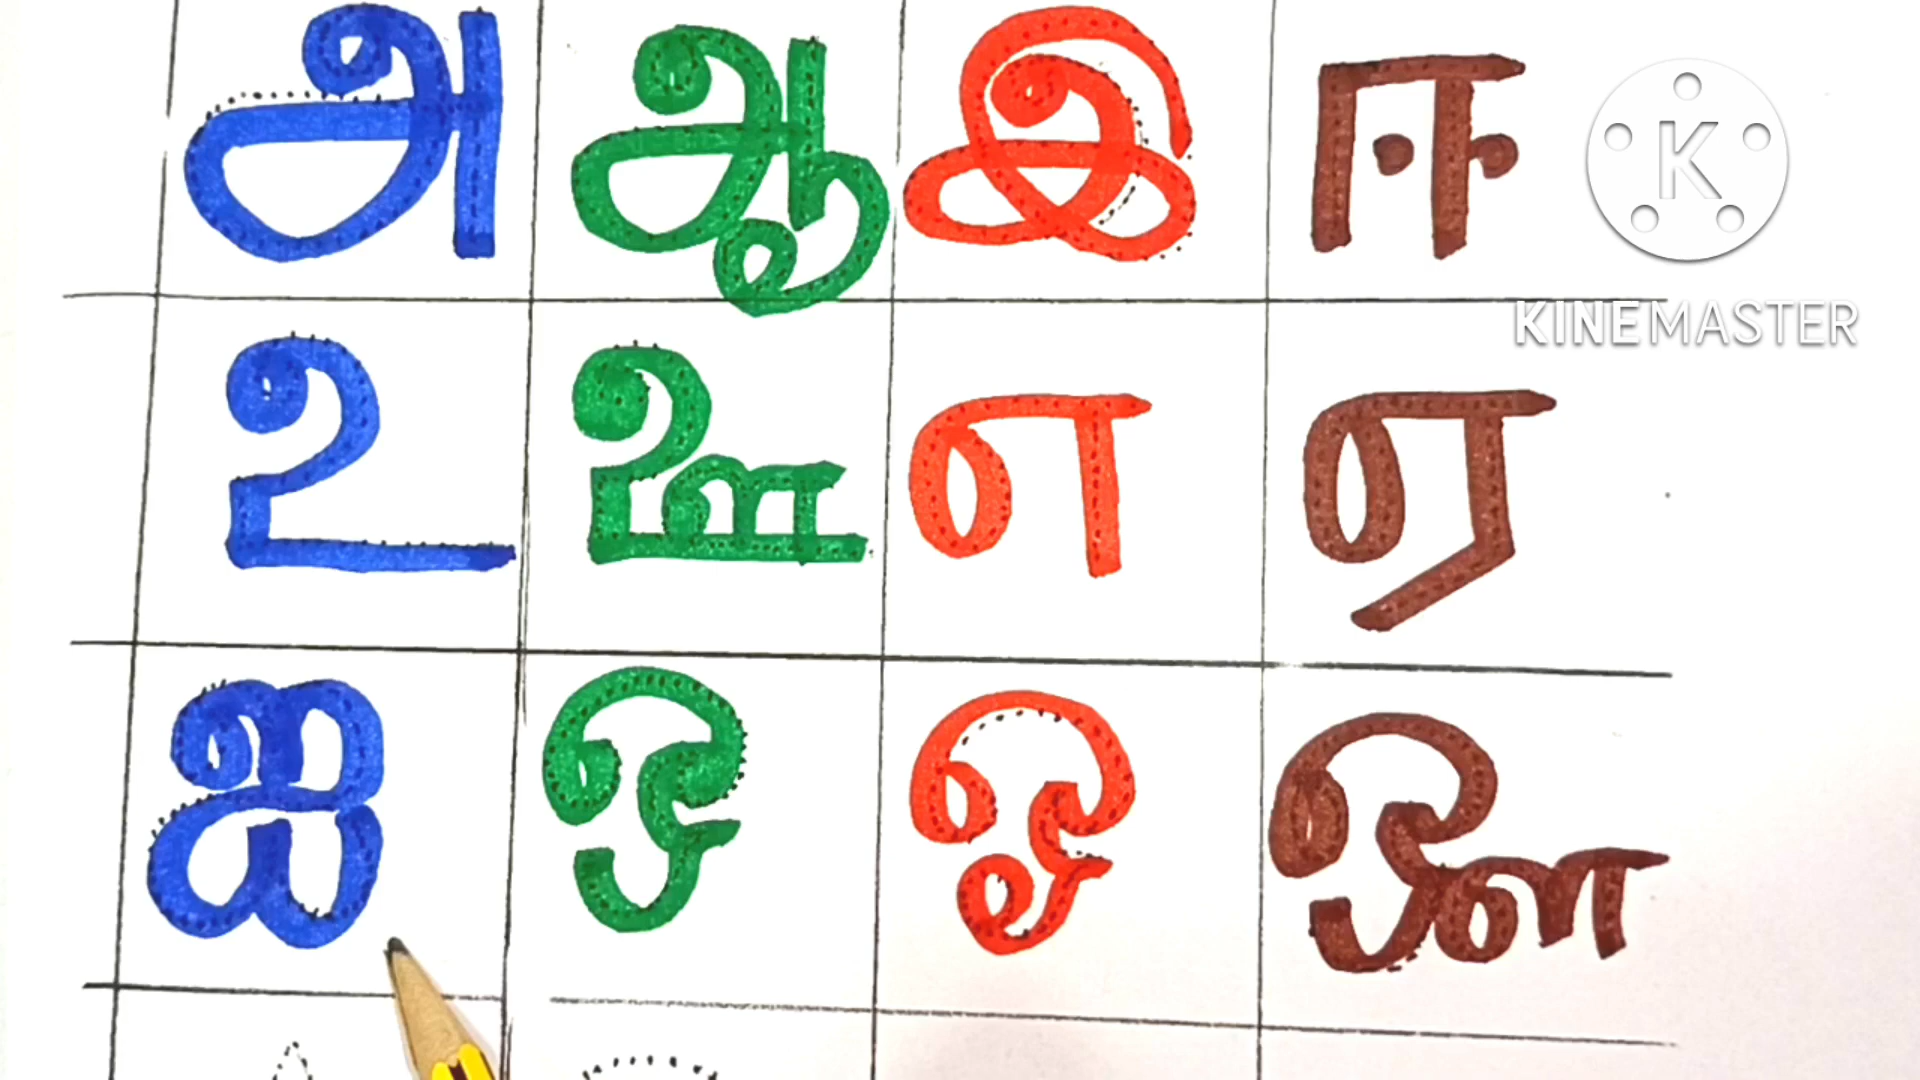 அ ஆ இ ஈ
K
KINEMASTER
உ ஊ எ ஏ
ஐ ஒ ஓ ஔ